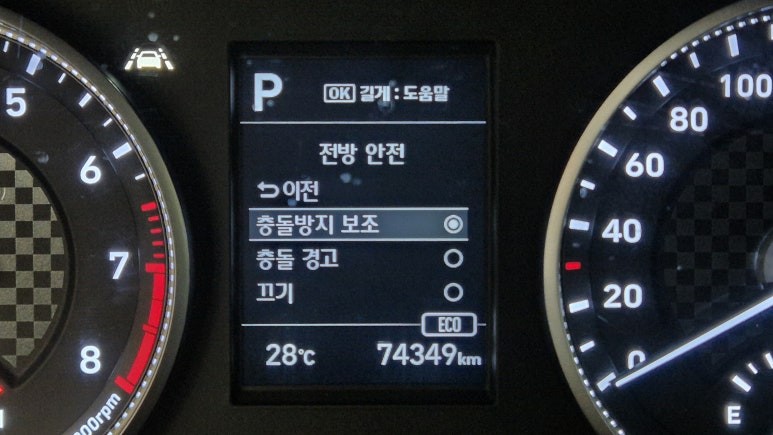 P
OK 길게 : 도움말
전방 안전
이전
충돌방지 보조
충돌 경고
끄기
ECO
28℃
74349km
5
6
7
8
100
80
60
40
20
0
E